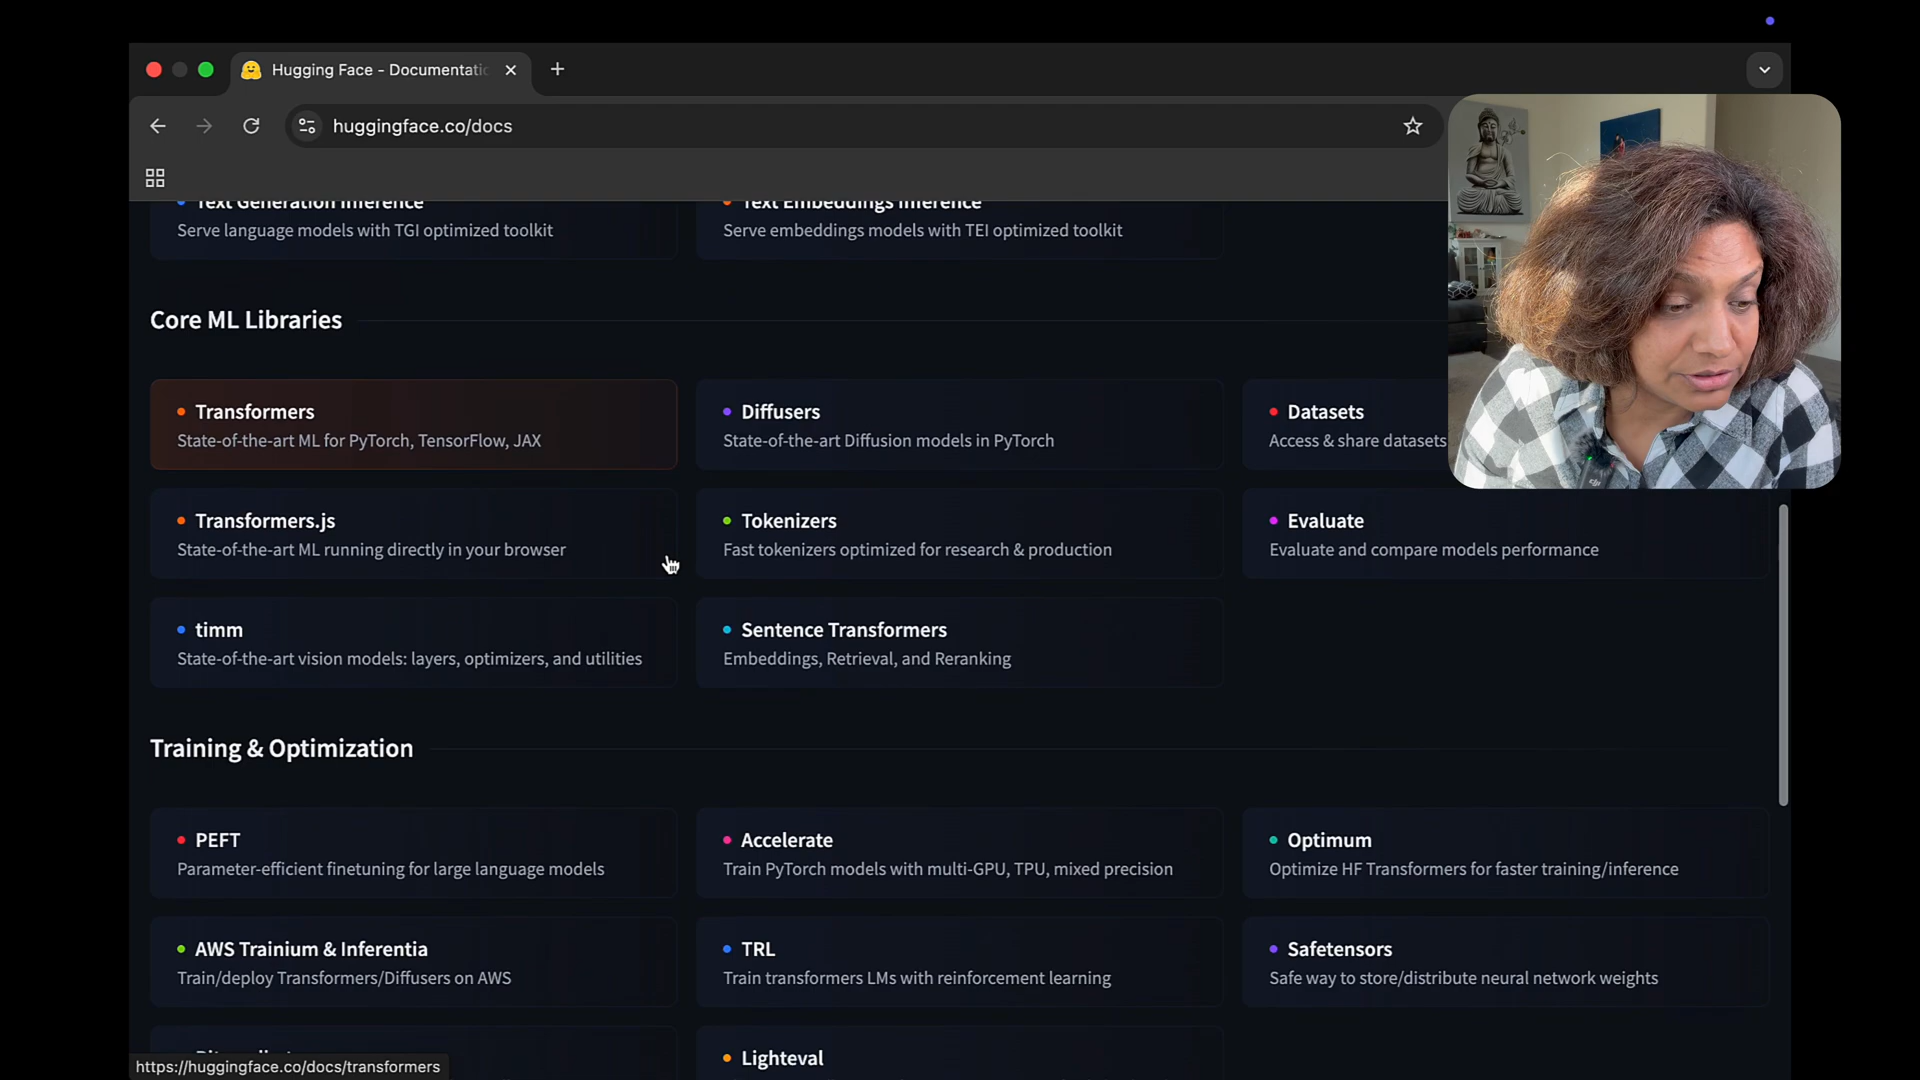 Hugging Face - Documentatio
huggingface.co/docs
Text Generation Inference
Serve language models with TGI optimized toolkit
Text Embeddings Inference
Serve embeddings models with TEI optimized toolkit
Core ML Libraries
Transformers
State-of-the-art ML for PyTorch, TensorFlow, JAX
Diffusers
State-of-the-art Diffusion models in PyTorch
Datasets
Access & share datasets
Transformers.js
State-of-the-art ML running directly in your browser
Tokenizers
Fast tokenizers optimized for research & production
Evaluate
Evaluate and compare models performance
timm
State-of-the-art vision models: layers, optimizers, and utilities
Sentence Transformers
Embeddings, Retrieval, and Reranking
Training & Optimization
PEFT
Parameter-efficient finetuning for large language models
Accelerate
Train PyTorch models with multi-GPU, TPU, mixed precision
Optimum
Optimize HF Transformers for faster training/inference
AWS Trainium & Inferentia
Train/deploy Transformers/Diffusers on AWS
TRL
Train transformers LMs with reinforcement learning
Safetensors
Safe way to store/distribute neural network weights
Lighteval
https://huggingface.co/docs/transformers